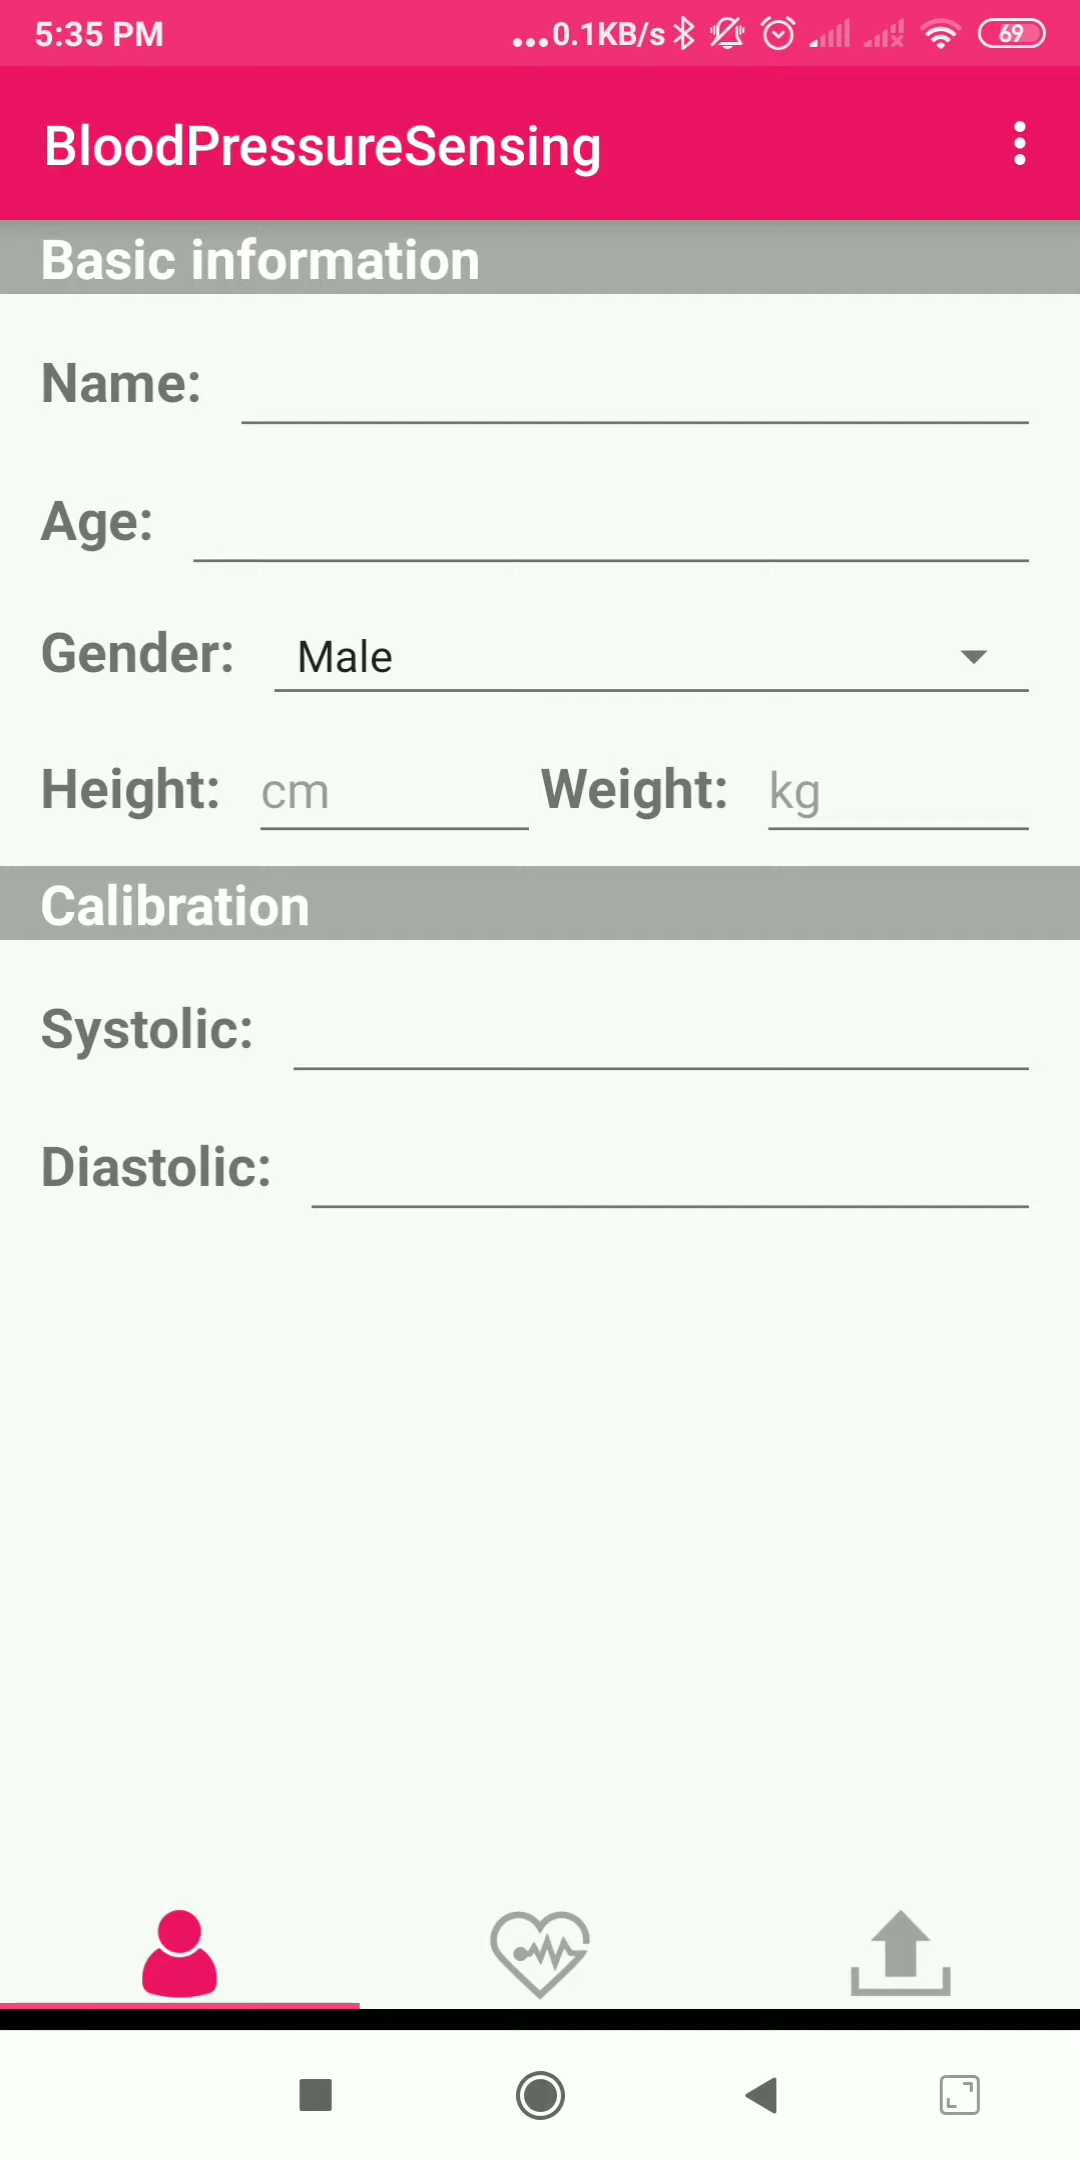 5:35 PM ...0.1KB/s 69
BloodPressureSensing
Basic information
Name:
Age:
Gender: Male
Height: cm Weight: kg
Calibration
Systolic:
Diastolic: